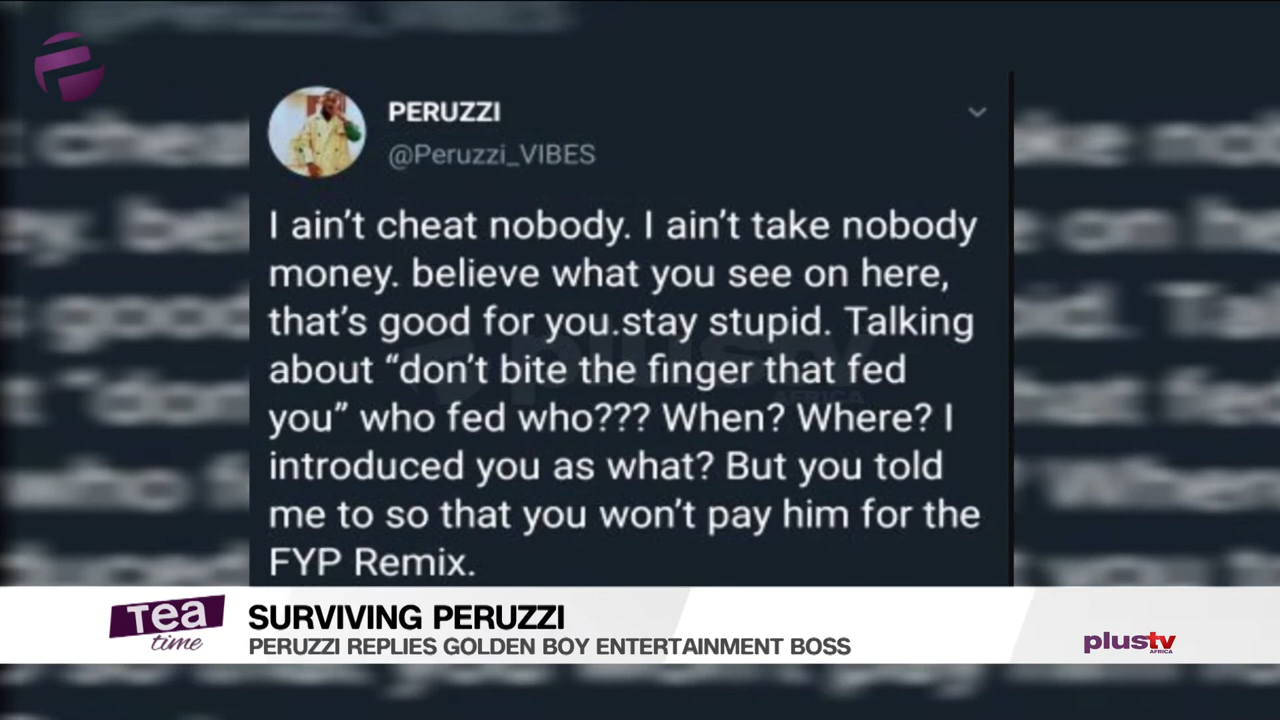 PERUZZI
@Peruzzi_VIBES
I ain't cheat nobody. I ain't take nobody
money. believe what you see on here,
that's good for you.stay stupid. Talking
about “don't bite the finger that fed
you” who fed who??? When? Where? I
introduced you as what? But you told
me to so that you won't pay him for the
FYP Remix.
Tea
time
SURVIVING PERUZZI
PERUZZI REPLIES GOLDEN BOY ENTERTAINMENT BOSS
plustv
AFRICA